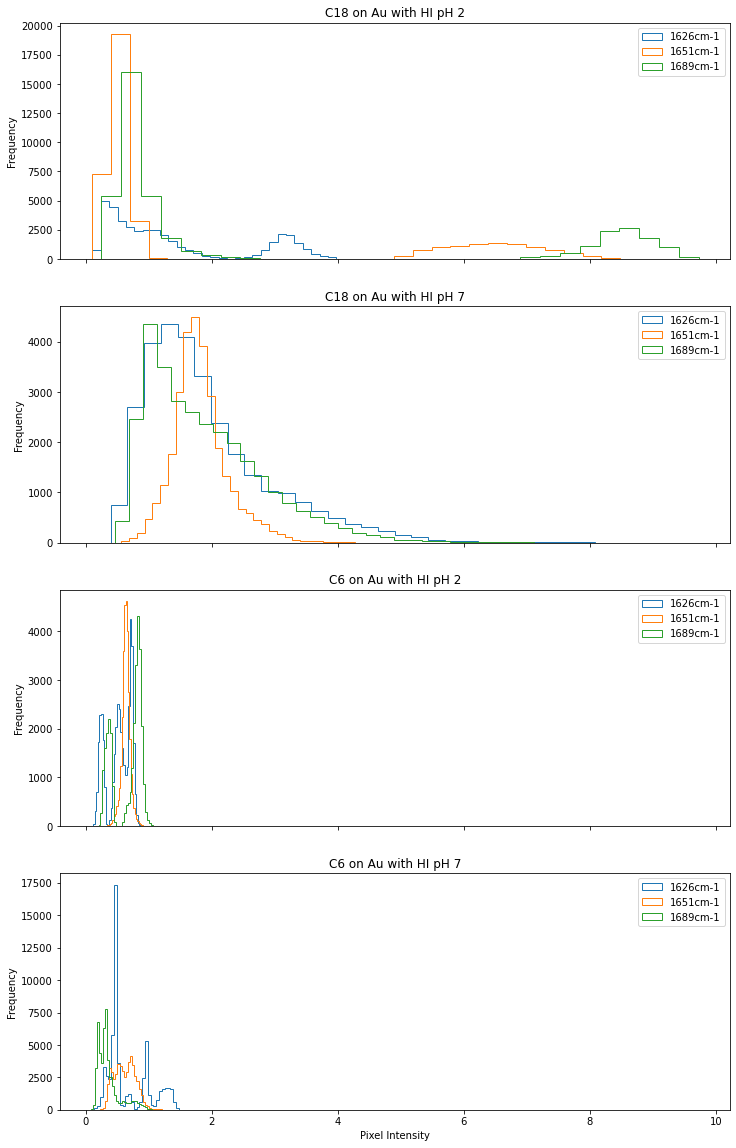 C18 on Au with HI pH 2
20000
17500
15000
12500
10000
7500
5000
2500
0
Frequency
1626cm-1
1651cm-1
1689cm-1
C18 on Au with HI pH 7
4000
3000
2000
1000
0
Frequency
1626cm-1
1651cm-1
1689cm-1
C6 on Au with HI pH 2
4000
3000
2000
1000
0
Frequency
1626cm-1
1651cm-1
1689cm-1
C6 on Au with HI pH 7
17500
15000
12500
10000
7500
5000
2500
0
Frequency
1626cm-1
1651cm-1
1689cm-1
0 2 4 6 8 10
Pixel Intensity